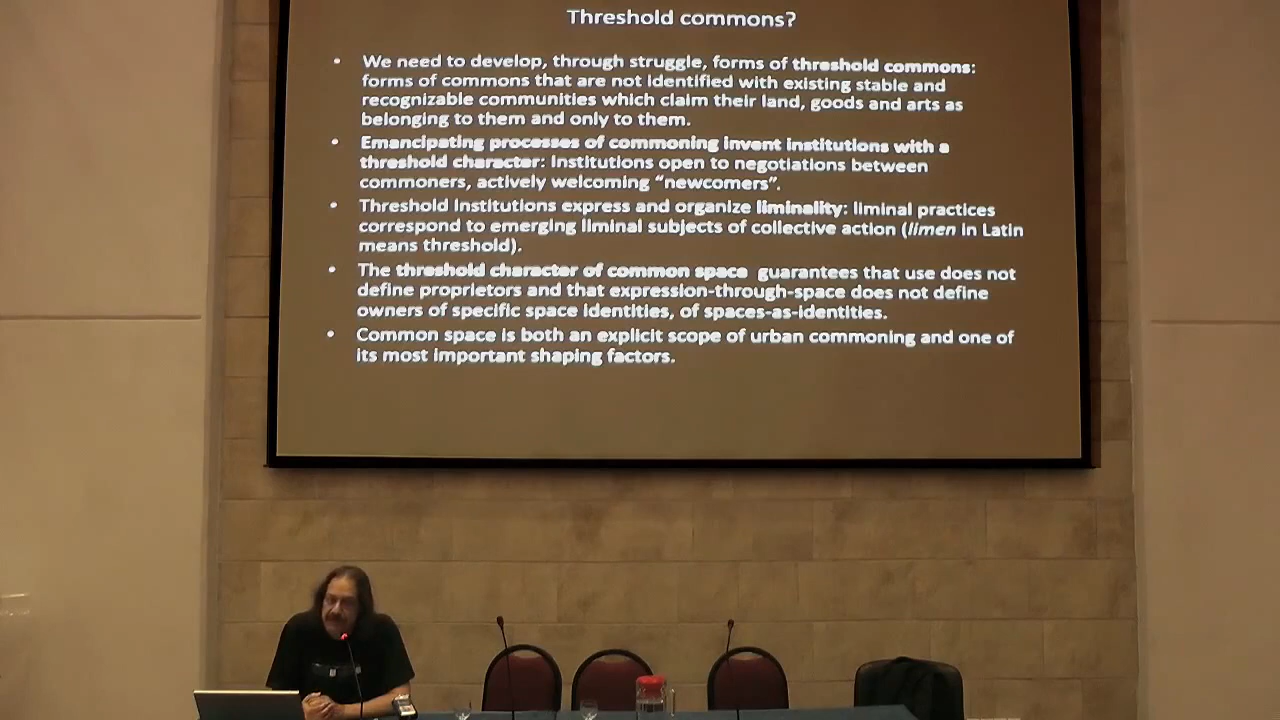 Threshold commons?
• We need to develop, through struggle, forms of threshold commons:
forms of commons that are not identified with existing stable and
recognizable communities which claim their land, goods and arts as
belonging to them and only to them.
• Emancipating processes of commoning invent institutions with a
threshold character: Institutions open to negotiations between
commoners, actively welcoming “newcomers”.
• Threshold Institutions express and organize liminality: liminal practices
correspond to emerging liminal subjects of collective action (limen in Latin
means threshold).
• The threshold character of common space guarantees that use does not
define proprietors and that expression-through-space does not define
owners of specific space identities, of spaces-as-identities.
• Common space is both an explicit scope of urban commoning and one of
its most important shaping factors.